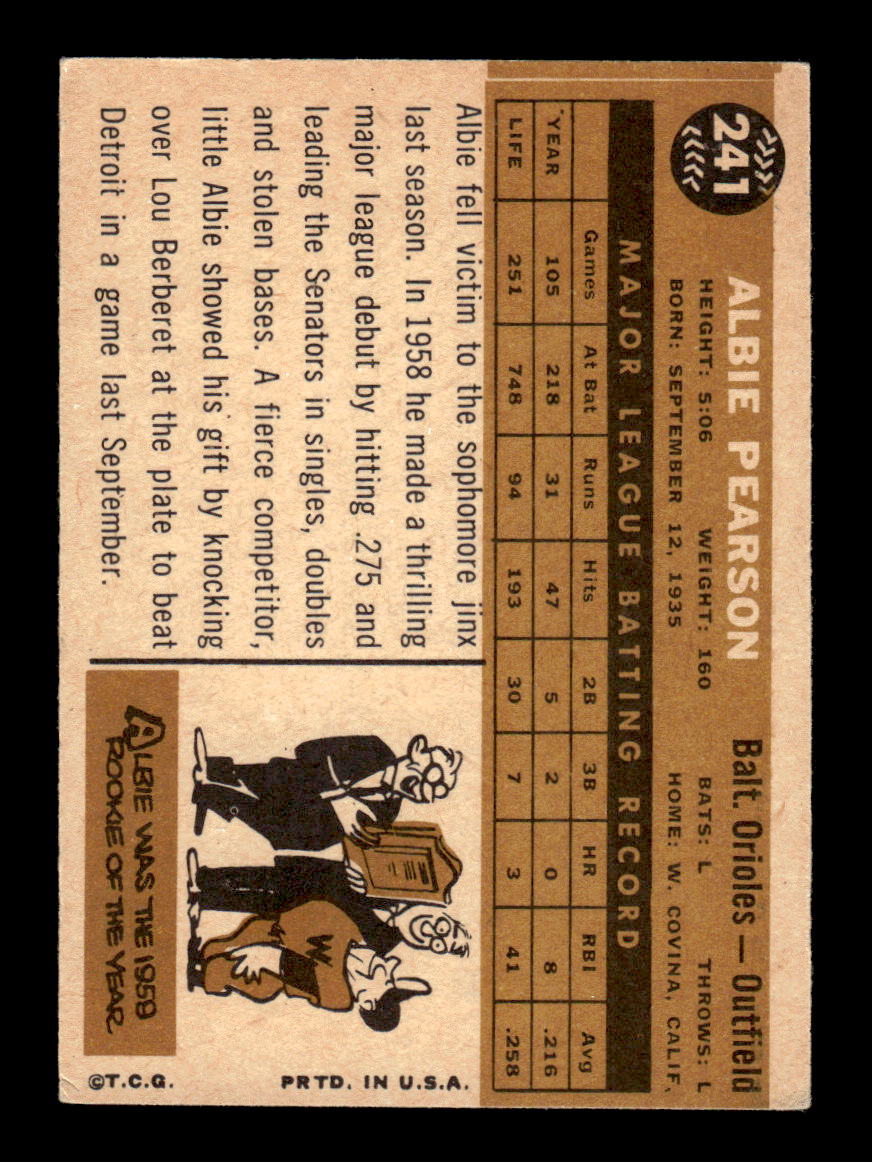 241
ALBIE PEARSON Balt. Orioles — Outfield
HEIGHT: 5:06 WEIGHT: 160 BATS: L THROWS: L
BORN: SEPTEMBER 12, 1935 HOME: W. COVINA, CALIF.
MAJOR LEAGUE BATTING RECORD
Games At Bat Runs Hits 2B 3B HR RBI Avg
YEAR 105 218 31 47 5 2 0 8 .216
LIFE 251 748 94 193 30 7 3 41 .258
Albie fell victim to the sophomore jinx
last season. In 1958 he made a thrilling
major league debut by hitting .275 and
leading the Senators in singles, doubles
and stolen bases. A fierce competitor,
little Albie showed his gift by knocking
over Lou Berberet at the plate to beat
Detroit in a game last September.
W
ALBIE WAS THE 1959
ROOKIE OF THE YEAR
©T.C.G. PRTD. IN U.S.A.